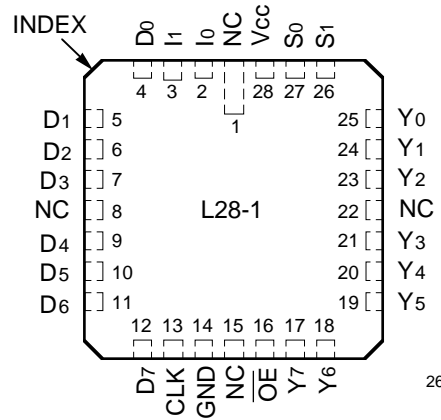 INDEX
D0 I1 I0 NC Vcc S0 S1
4 3 2 28 27 26
1
D1 5 25 Y0
D2 6 24 Y1
D3 7 23 Y2
NC 8 L28-1 22 NC
D4 9 21 Y3
D5 10 20 Y4
D6 11 19 Y5
12 13 14 15 16 17 18
D7 CLK GND NC OE Y7 Y6
26